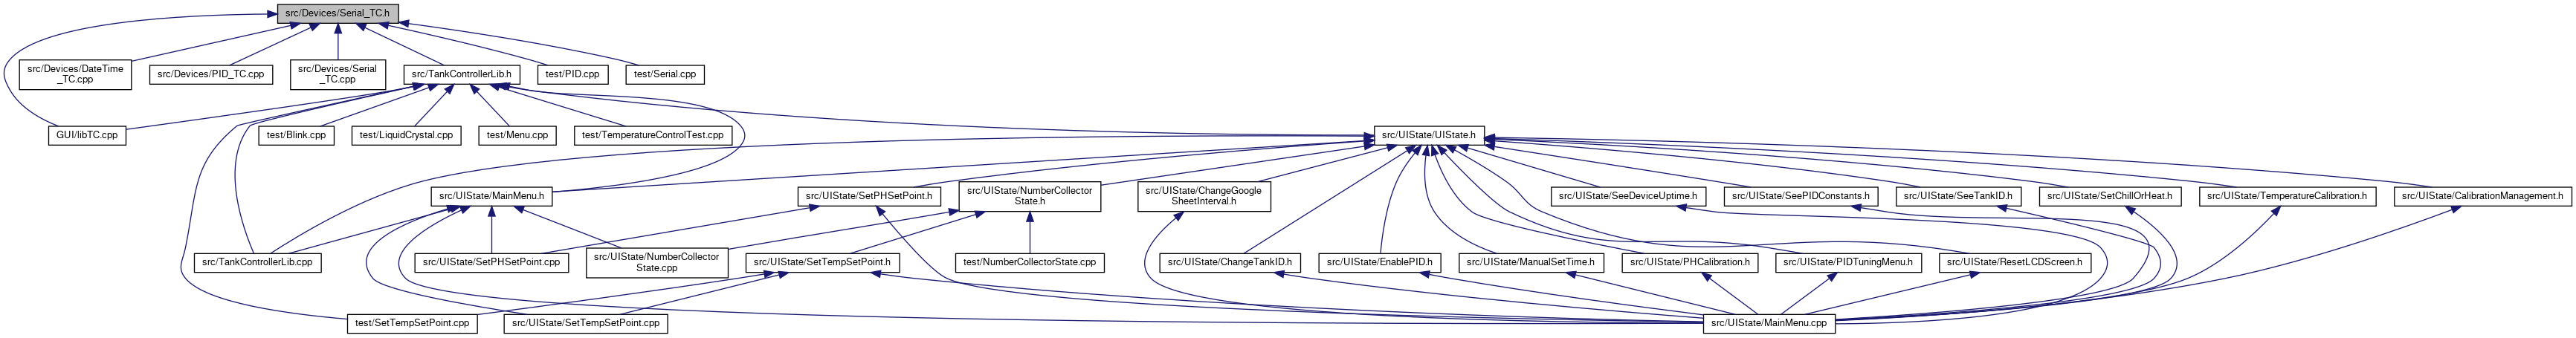 src/Devices/Serial_TC.h
src/Devices/DateTime
_TC.cpp
src/Devices/PID_TC.cpp
src/Devices/Serial
_TC.cpp
src/TankControllerLib.h
test/PID.cpp
test/Serial.cpp
GUI/libTC.cpp
test/Blink.cpp
test/LiquidCrystal.cpp
test/Menu.cpp
test/TemperatureControlTest.cpp
src/UIState/UIState.h
src/UIState/MainMenu.h
src/UIState/SetPHSetPoint.h
src/UIState/NumberCollector
State.h
src/UIState/ChangeGoogle
SheetInterval.h
src/UIState/SeeDeviceUptime.h
src/UIState/SeePIDConstants.h
src/UIState/SeeTankID.h
src/UIState/SetChillOrHeat.h
src/UIState/TemperatureCalibration.h
src/UIState/CalibrationManagement.h
src/TankControllerLib.cpp
src/UIState/SetPHSetPoint.cpp
src/UIState/NumberCollector
State.cpp
src/UIState/SetTempSetPoint.h
test/NumberCollectorState.cpp
src/UIState/ChangeTankID.h
src/UIState/EnablePID.h
src/UIState/ManualSetTime.h
src/UIState/PHCalibration.h
src/UIState/PIDTuningMenu.h
src/UIState/ResetLCDScreen.h
test/SetTempSetPoint.cpp
src/UIState/SetTempSetPoint.cpp
src/UIState/MainMenu.cpp